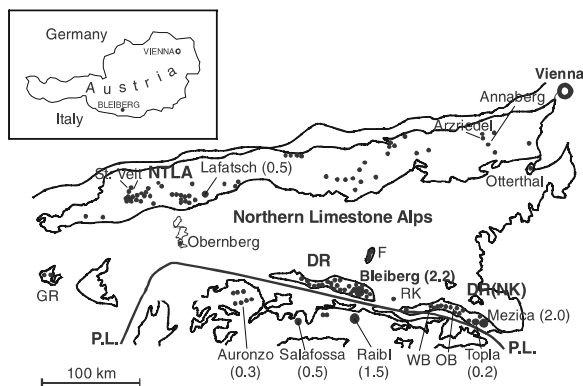 Germany
VIENNA
Austria
BLEIBERG
Italy
Vienna
Annaberg
Arzriedel
St. Veit
NTLA
Lafatsch (0.5)
Otterthal
Northern Limestone Alps
Obernberg
DR
F
Bleiberg (2.2)
GR
RK
DR(NK)
Mezica (2.0)
P.L.
Auronzo
(0.3)
Salafossa
(0.5)
Raibl
(1.5)
WB
OB
Topla
(0.2)
P.L.
100 km